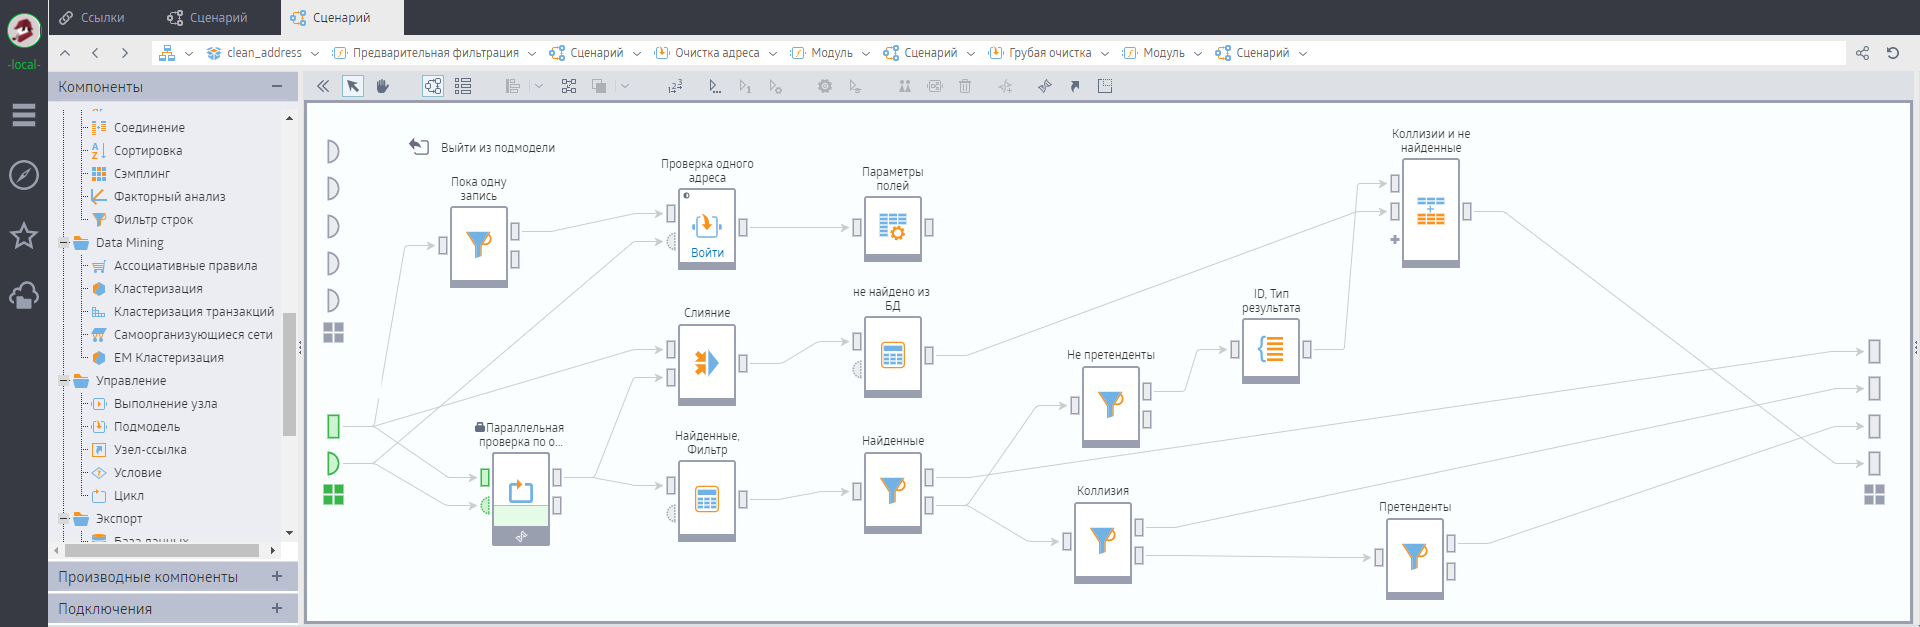 Ссылки
Сценарий
Сценарий
-local-
clean_address
Предварительная фильтрация
Сценарий
Очистка адреса
Модуль
Сценарий
Грубая очистка
Модуль
Сценарий
Компоненты
Соединение
Сортировка
Сэмплинг
Факторный анализ
Фильтр строк
Data Mining
Ассоциативные правила
Кластеризация
Кластеризация транзакций
Самоорганизующиеся сети
EM Кластеризация
Управление
Выполнение узла
Подмодель
Узел-ссылка
Условие
Цикл
Экспорт
База данных
Производные компоненты
Подключения
Выйти из подмодели
Пока одну
запись
Проверка одного
адреса
Войти
Параметры
полей
Коллизии и не
найденные
Слияние
не найдено из
БД
ID, Тип
результата
Не претенденты
Параллельная
проверка по о...
Найденные,
Фильтр
Найденные
Коллизия
Претенденты